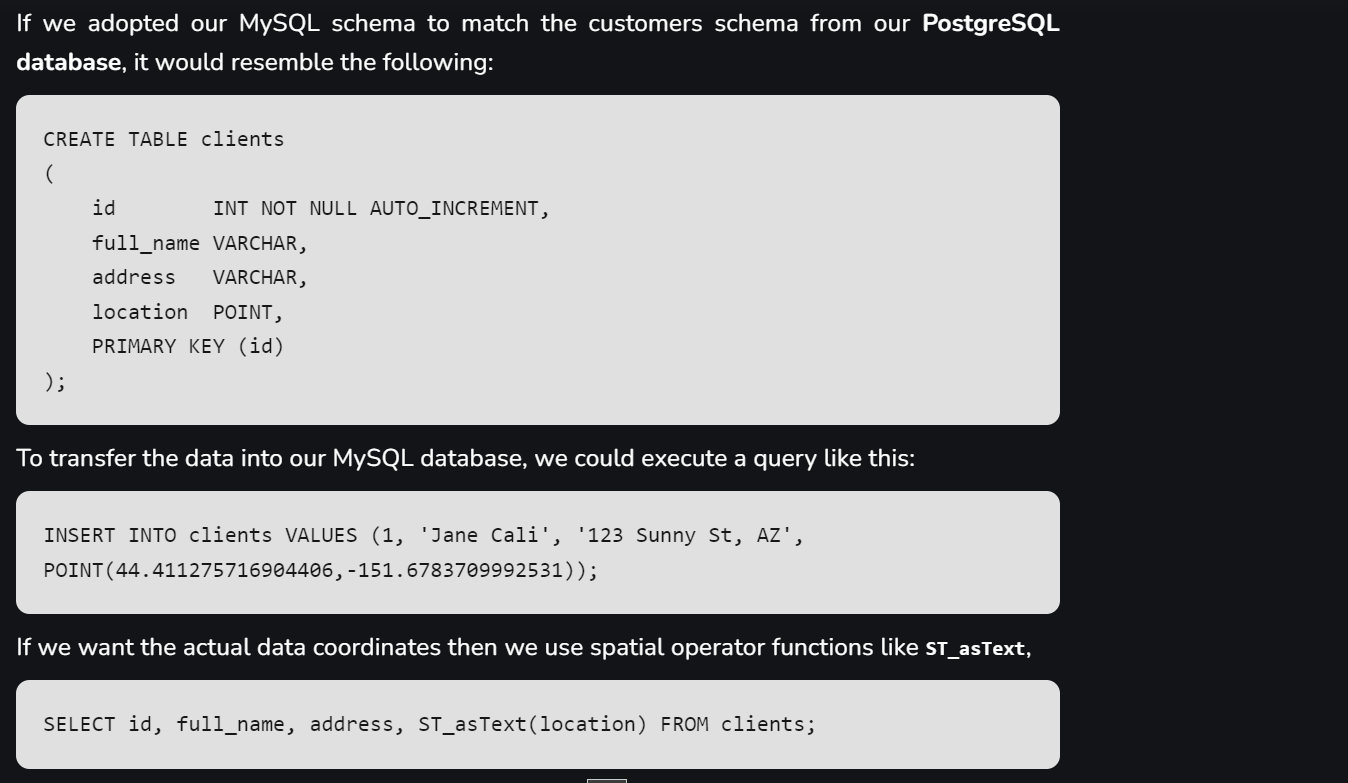 If we adopted our MySQL schema to match the customers schema from our PostgreSQL
database, it would resemble the following:
CREATE TABLE clients
(
    id        INT NOT NULL AUTO_INCREMENT,
    full_name VARCHAR,
    address   VARCHAR,
    location  POINT,
    PRIMARY KEY (id)
);
To transfer the data into our MySQL database, we could execute a query like this:
INSERT INTO clients VALUES (1, 'Jane Cali', '123 Sunny St, AZ',
POINT(44.411275716904406,-151.6783709992531));
If we want the actual data coordinates then we use spatial operator functions like ST_asText,
SELECT id, full_name, address, ST_asText(location) FROM clients;